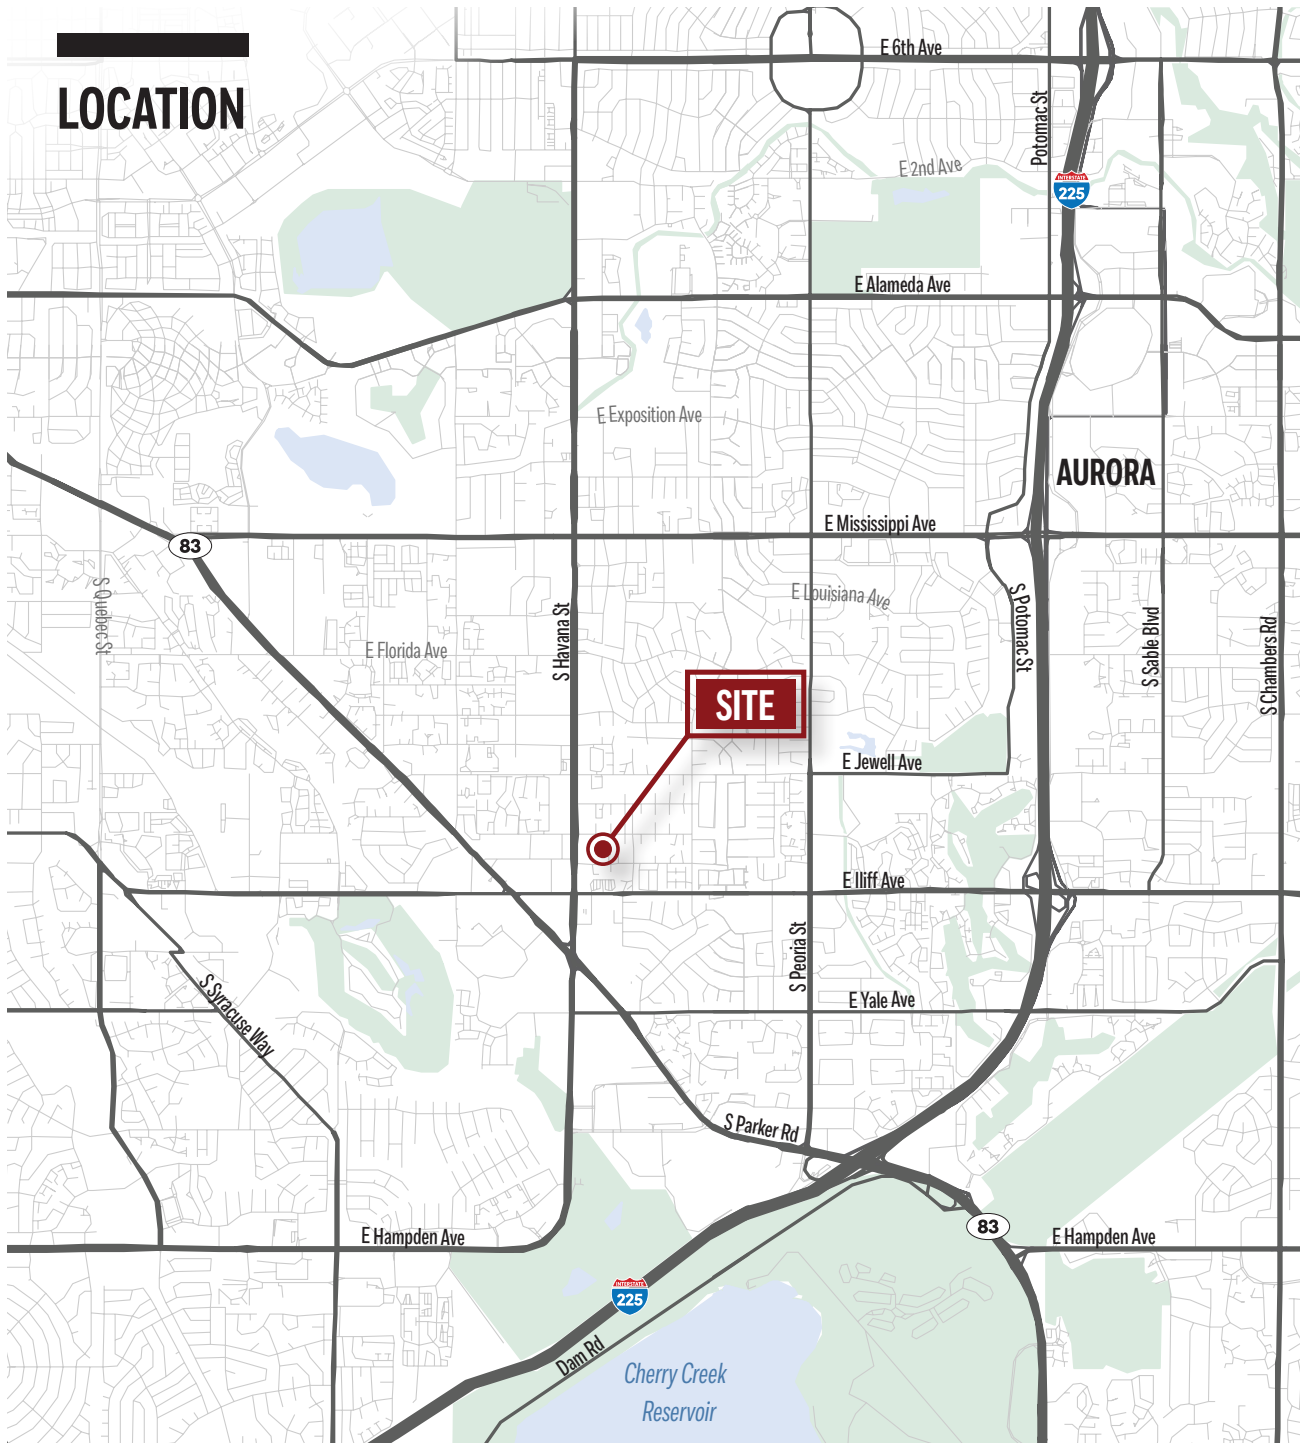 LOCATION
E 6th Ave
Potomac St
E 2nd Ave
INTERSTATE
225
E Alameda Ave
E Exposition Ave
AURORA
E Mississippi Ave
83
S Quebec St
E Louisiana Ave
S Potomac St
S Havana St
S Sable Blvd
S Chambers Rd
E Florida Ave
SITE
E Jewell Ave
E Iliff Ave
S Peoria St
S Syracuse Way
E Yale Ave
S Parker Rd
E Hampden Ave
83
E Hampden Ave
INTERSTATE
225
Dam Rd
Cherry Creek
Reservoir